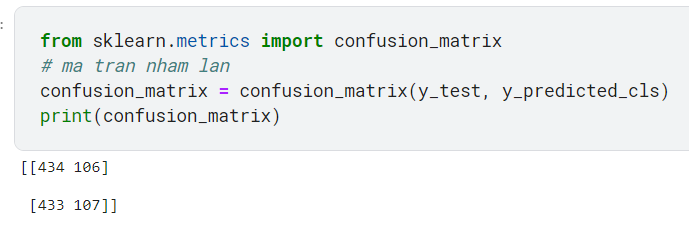 :
from sklearn.metrics import confusion_matrix
# ma tran nham lan
confusion_matrix = confusion_matrix(y_test, y_predicted_cls)
print(confusion_matrix)
[[434 106]
[433 107]]